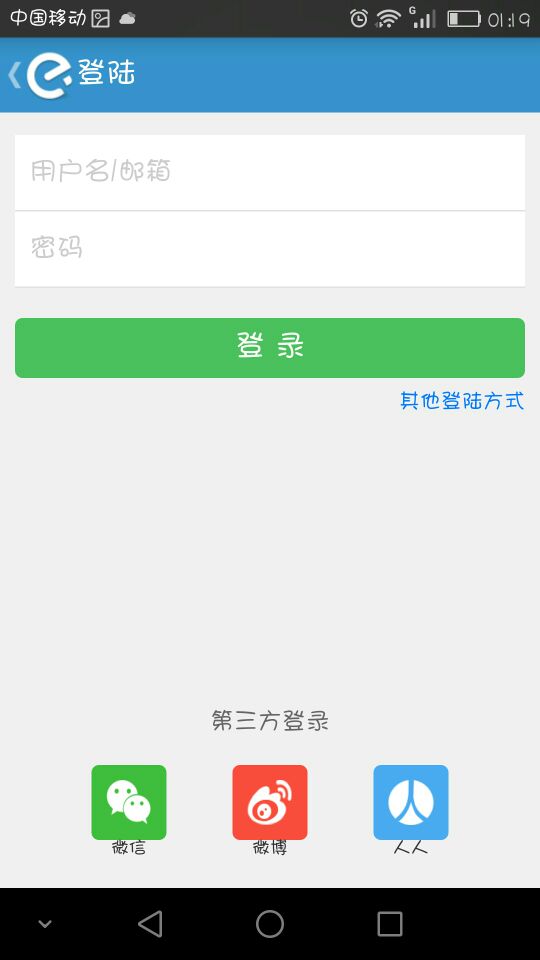 中国移动 G 01:19
登陆
用户名/邮箱
密码
登 录
其他登陆方式
第三方登录
微信 微博 人人